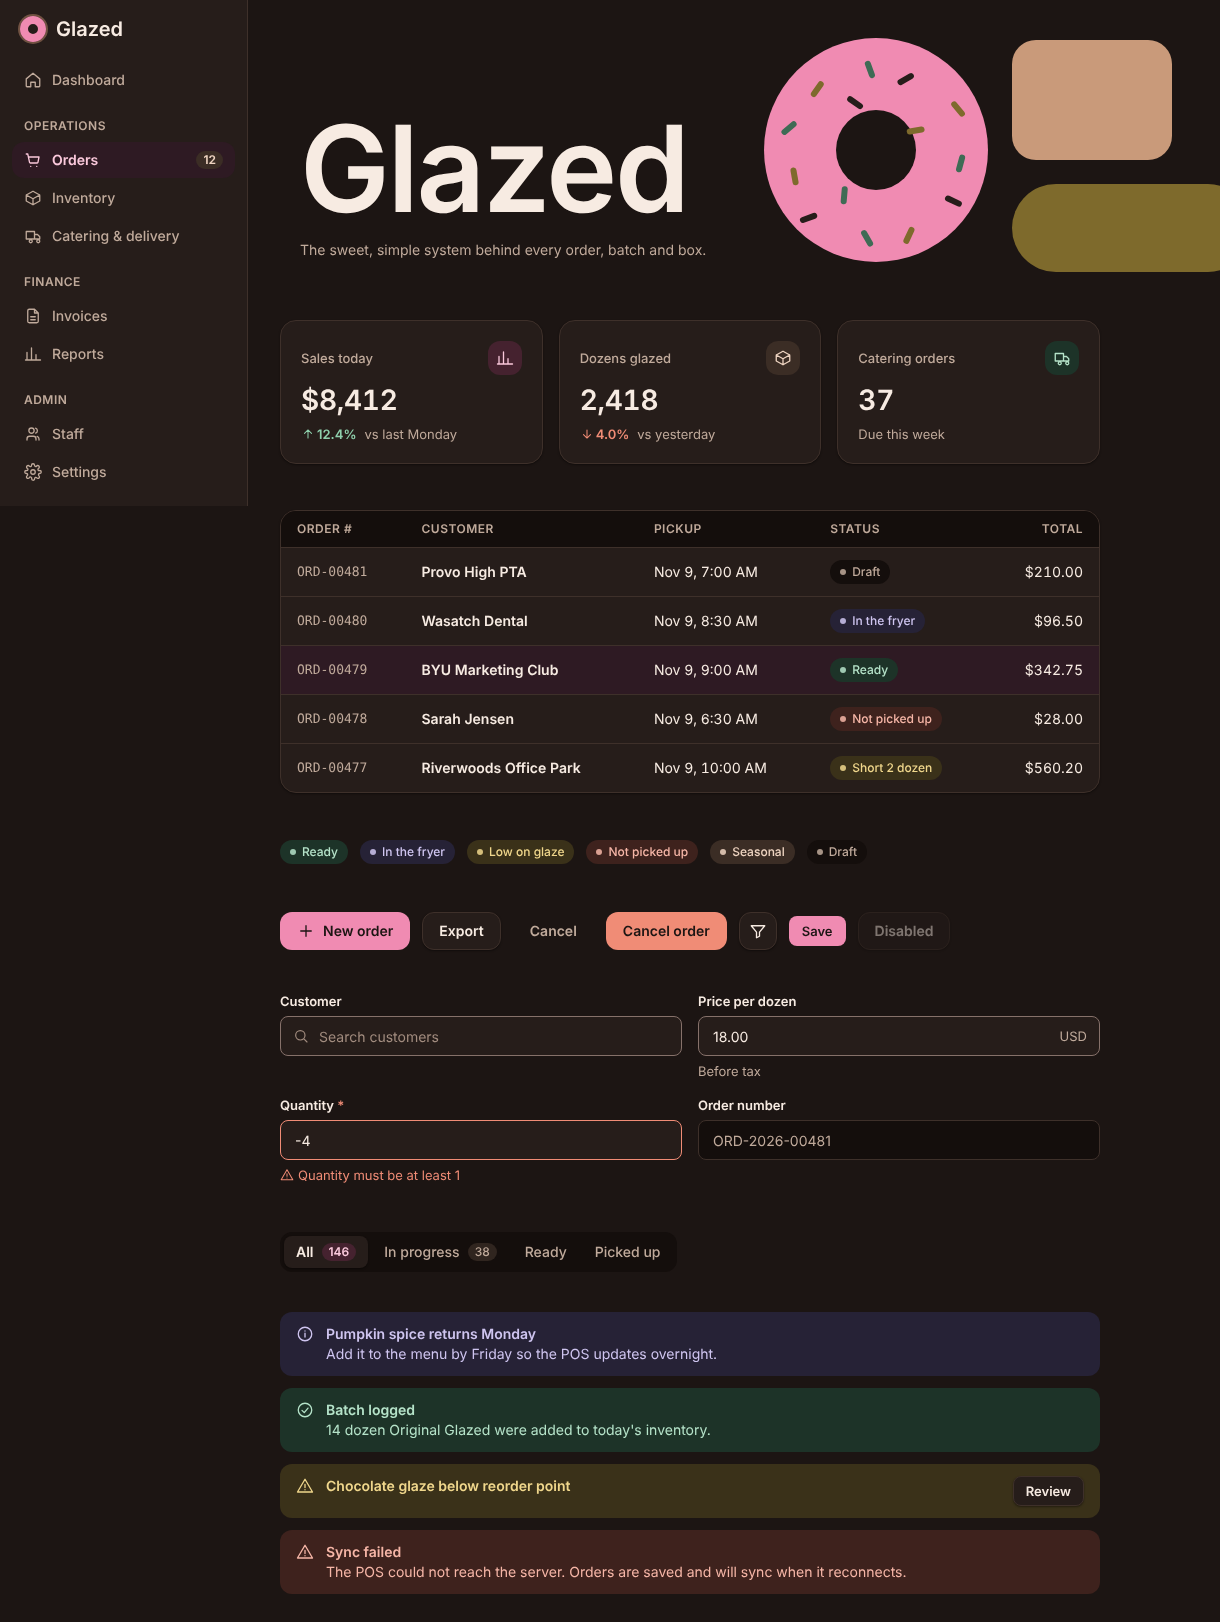 Glazed
Dashboard
OPERATIONS
Orders 12
Inventory
Catering & delivery
FINANCE
Invoices
Reports
ADMIN
Staff
Settings
Glazed
The sweet, simple system behind every order, batch and box.
Sales today
$8,412
↑ 12.4% vs last Monday
Dozens glazed
2,418
↓ 4.0% vs yesterday
Catering orders
37
Due this week
ORDER # CUSTOMER PICKUP STATUS TOTAL
ORD-00481 Provo High PTA Nov 9, 7:00 AM Draft $210.00
ORD-00480 Wasatch Dental Nov 9, 8:30 AM In the fryer $96.50
ORD-00479 BYU Marketing Club Nov 9, 9:00 AM Ready $342.75
ORD-00478 Sarah Jensen Nov 9, 6:30 AM Not picked up $28.00
ORD-00477 Riverwoods Office Park Nov 9, 10:00 AM Short 2 dozen $560.20
Ready In the fryer Low on glaze Not picked up Seasonal Draft
New order Export Cancel Cancel order Save Disabled
Customer
Search customers
Price per dozen
18.00 USD
Before tax
Quantity *
-4
Quantity must be at least 1
Order number
ORD-2026-00481
All 146 In progress 38 Ready Picked up
Pumpkin spice returns Monday
Add it to the menu by Friday so the POS updates overnight.
Batch logged
14 dozen Original Glazed were added to today's inventory.
Chocolate glaze below reorder point Review
Sync failed
The POS could not reach the server. Orders are saved and will sync when it reconnects.